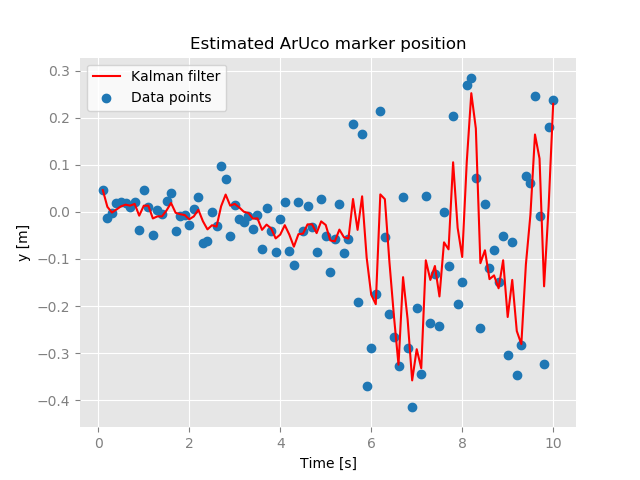 Estimated ArUco marker position
Kalman filter
Data points
y [m]
0.3
0.2
0.1
0.0
−0.1
−0.2
−0.3
−0.4
0 2 4 6 8 10
Time [s]